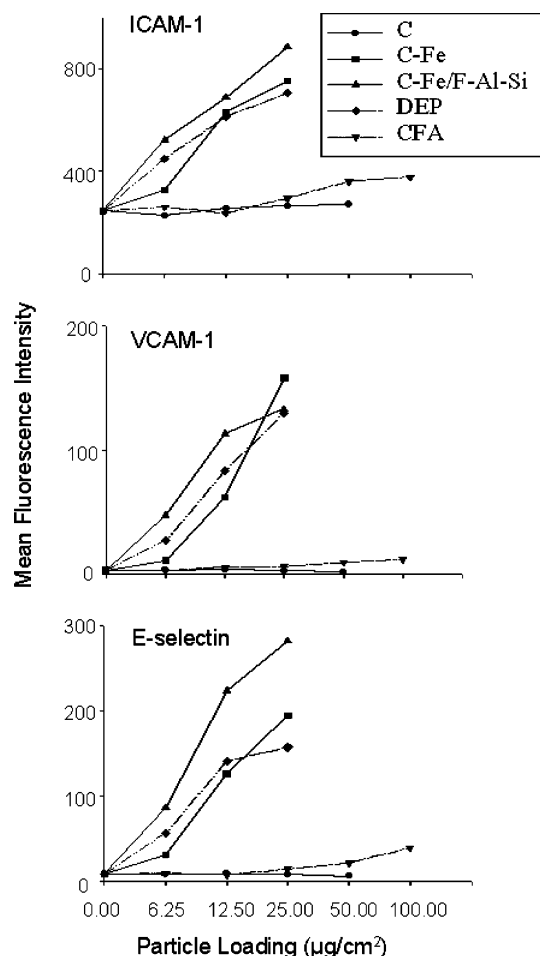 ICAM-1
C
C-Fe
C-Fe/F-Al-Si
DEP
CFA
800
400
0
Mean Fluorescence Intensity
VCAM-1
200
100
0
E-selectin
300
200
100
0
0.00 6.25 12.50 25.00 50.00 100.00
Particle Loading (µg/cm²)